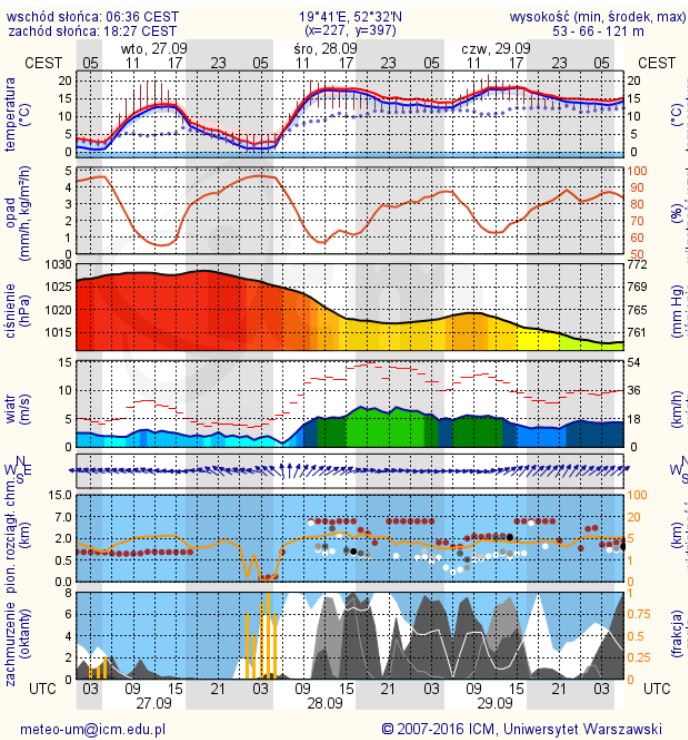 wschód słońca: 06:36 CEST 19°41'E, 52°32'N wysokość (min, środek, max)
zachód słońca: 18:27 CEST (x=227, y=397) 53 - 66 - 121 m
wto, 27.09 śro, 28.09 czw, 29.09
CEST 05 11 17 23 05 11 17 23 05 11 17 23 05 CEST
temperatura
(°C)
20
15
10
5
0
20
15
10
5
0
(°C)
opad
(mm/h, kg/m²/h)
5
4
3
2
1
0
100
90
80
70
60
50
(%)
ciśnienie
(hPa)
1030
1025
1020
1015
772
769
765
761
(mm Hg)
wiatr
(m/s)
15
10
5
0
54
36
18
0
(km/h)
N
W E
S
N
W
S
pion. rozciągł. chm.
(km)
15.0
7.0
2.0
0.5
0.0
100
20
5
1
0
(km)
zachmurzenie
(oktanty)
8
6
4
2
0
1
0.75
0.5
0.25
0
(frakcja)
UTC 03 09 15 21 03 09 15 21 03 09 15 21 03 UTC
27.09 28.09 29.09
meteo-um@icm.edu.pl © 2007-2016 ICM, Uniwersytet Warszawski